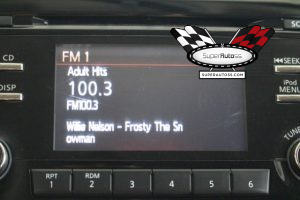 SC
CD
FM 1
SuperAutoss
SUPERAUTOSS.COM
SEEK
DISP
Adult Hits
100.3
FM100.3
iPod
MENU
Willie Nelson - Frosty The Sn
owman
TUNE
RPT
1
RDM
2
3
4
5
6